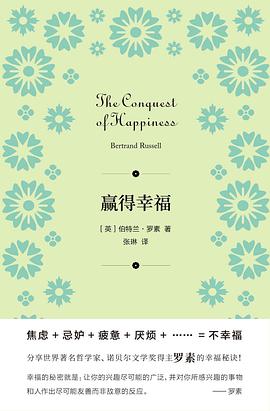 The Conquest
of Happiness
Bertrand Russell
赢得幸福
[英] 伯特兰·罗素 著
张琳 译
焦虑 + 忌妒 + 疲意 + 厌烦 + …… = 不幸福
分享世界著名哲学家、诺贝尔文学奖得主罗素的幸福秘诀!
幸福的秘密就是:让你的兴趣尽可能的广泛,并对你所感兴趣的事物
和人作出尽可能友善而非敌意的反应。 —— 罗素